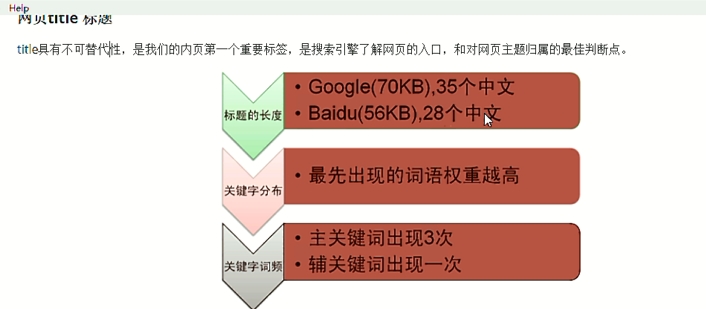 Help
网页title 标题
title具有不可替代性，是我们的内页第一个重要标签，是搜索引擎了解网页的入口，和对网页主题归属的最佳判断点。
标题的长度
• Google(70KB),35个中文
• Baidu(56KB),28个中文
关键字分布
• 最先出现的词语权重越高
关键字词频
• 主关键词出现3次
• 辅关键词出现一次